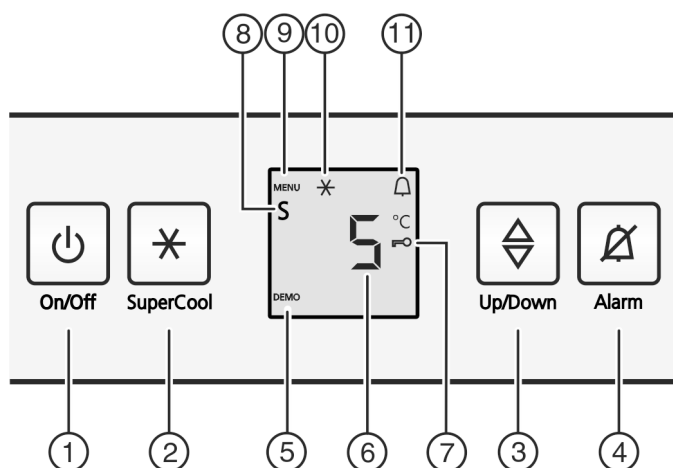 8 9 10 11
MENU
S
5 °C
DEMO
On/Off SuperCool Up/Down Alarm
1 2 5 6 7 3 4